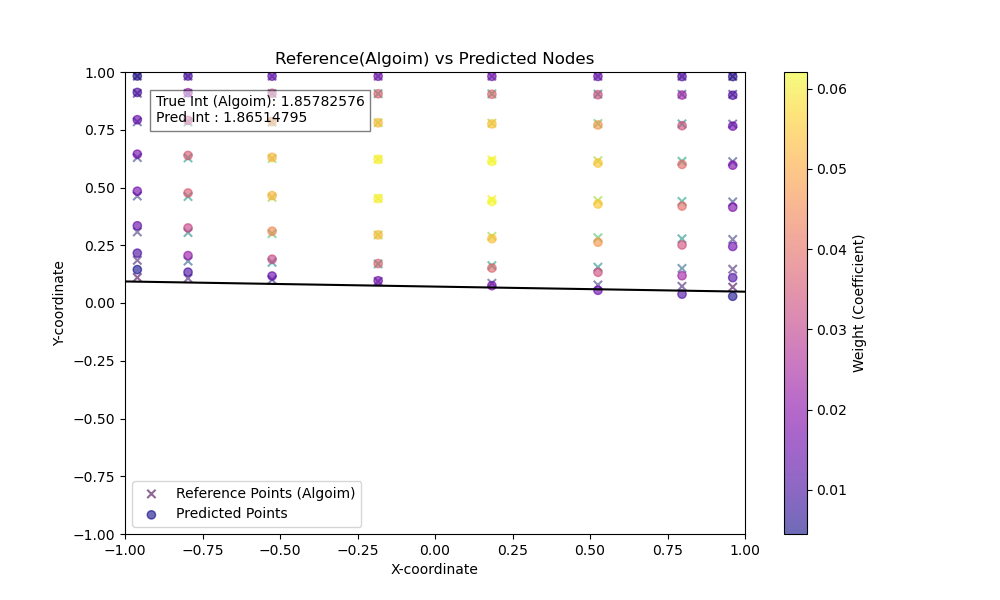 Reference(Algoim) vs Predicted Nodes
True Int (Algoim): 1.85782576
Pred Int : 1.86514795
1.00
0.75
0.50
0.25
0.00
−0.25
−0.50
−0.75
−1.00
Y-coordinate
Reference Points (Algoim)
Predicted Points
−1.00 −0.75 −0.50 −0.25 0.00 0.25 0.50 0.75 1.00
X-coordinate
0.06
0.05
0.04
0.03
0.02
0.01
Weight (Coefficient)